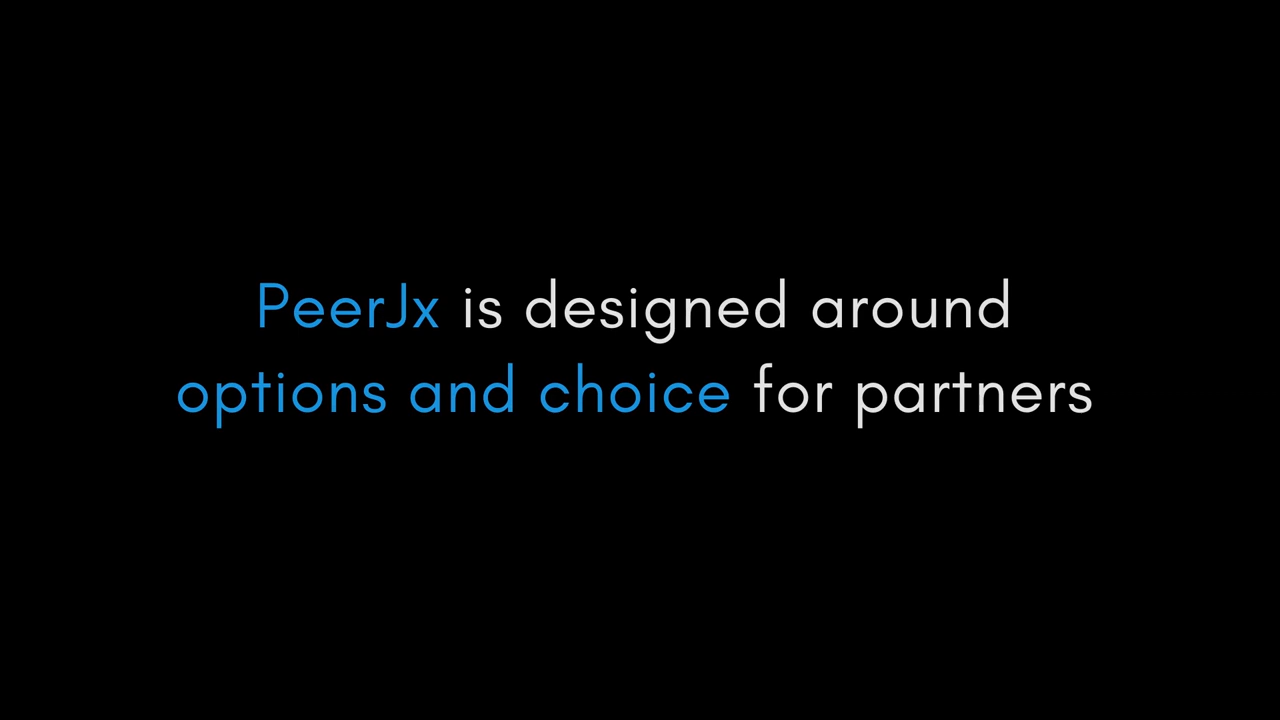 PeerJx is designed around
options and choice for partners